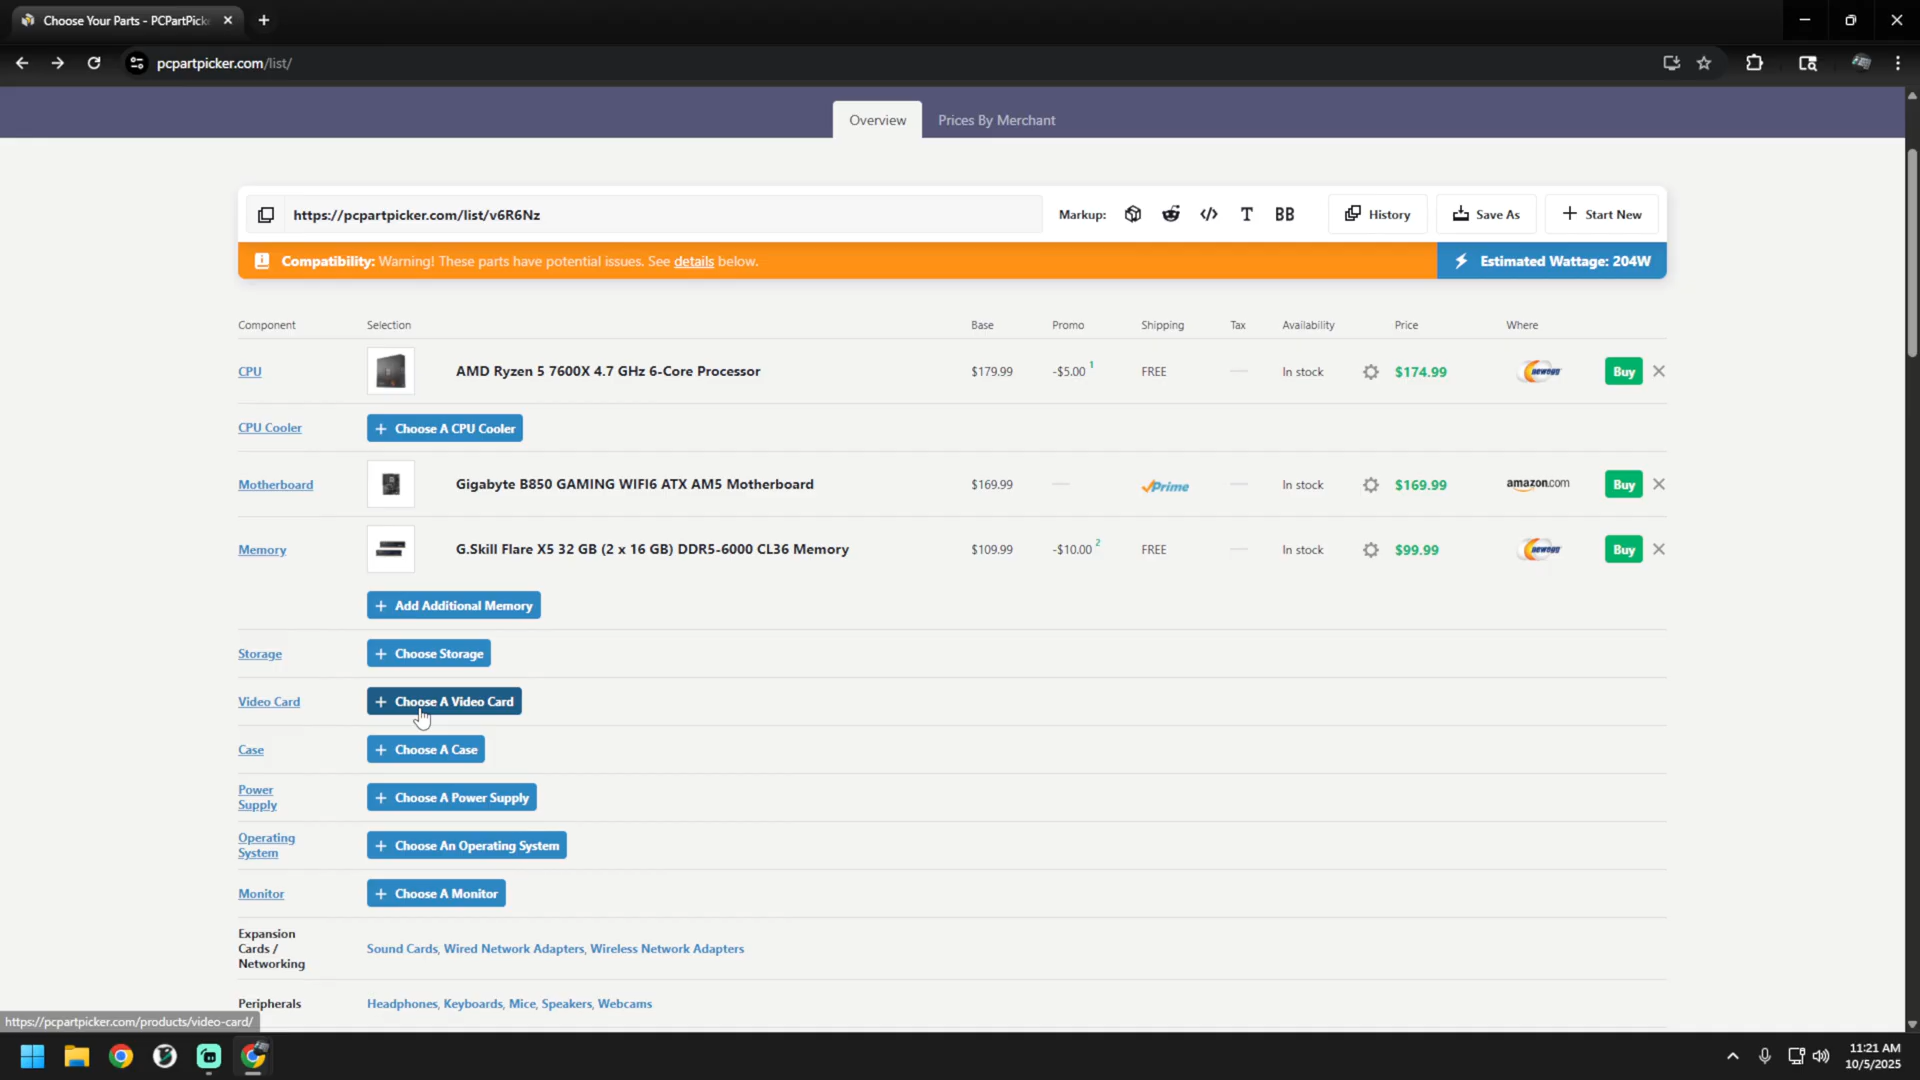 Choose Your Parts - PCPartPick
pcpartpicker.com/list/
Overview
Prices By Merchant
https://pcpartpicker.com/list/v6R6Nz
Markup:
T
BB
History
Save As
Start New
Compatibility: Warning! These parts have potential issues. See details below.
Estimated Wattage: 204W
Component Selection Base Promo Shipping Tax Availability Price Where
CPU AMD Ryzen 5 7600X 4.7 GHz 6-Core Processor $179.99 -$5.00 1 FREE — In stock $174.99 newegg Buy
CPU Cooler + Choose A CPU Cooler
Motherboard Gigabyte B850 GAMING WIFI6 ATX AM5 Motherboard $169.99 — Prime — In stock $169.99 amazon.com Buy
Memory G.Skill Flare X5 32 GB (2 x 16 GB) DDR5-6000 CL36 Memory $109.99 -$10.00 2 FREE — In stock $99.99 newegg Buy
+ Add Additional Memory
Storage + Choose Storage
Video Card + Choose A Video Card
Case + Choose A Case
Power
Supply
+ Choose A Power Supply
Operating
System
+ Choose An Operating System
Monitor + Choose A Monitor
Expansion
Cards /
Networking
Sound Cards, Wired Network Adapters, Wireless Network Adapters
Peripherals Headphones, Keyboards, Mice, Speakers, Webcams
https://pcpartpicker.com/products/video-card/
11:21 AM
10/5/2025